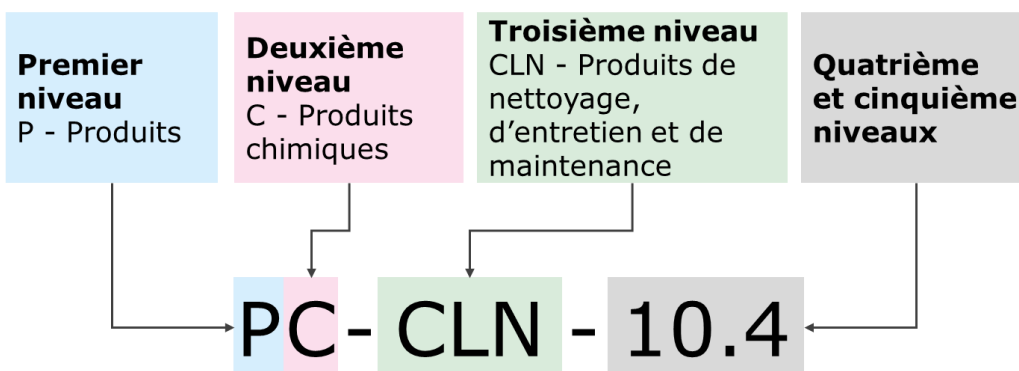 Premier
niveau
P - Produits
Deuxième
niveau
C - Produits
chimiques
Troisième niveau
CLN - Produits de
nettoyage,
d’entretien et de
maintenance
Quatrième
et cinquième
niveaux
PC-CLN-10.4